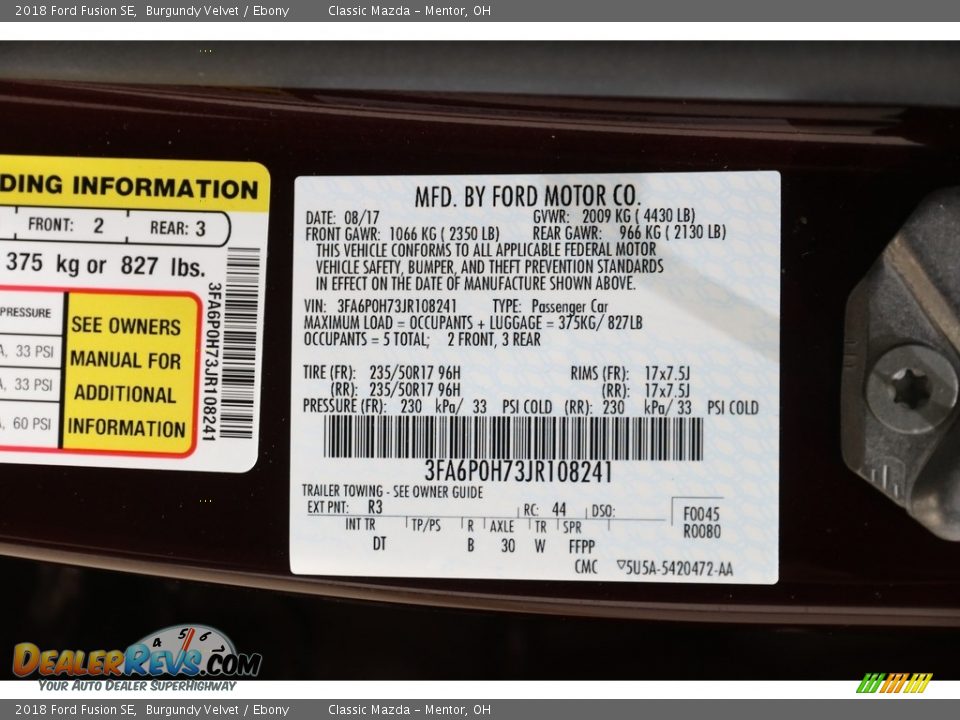 2018 Ford Fusion SE, Burgundy Velvet / Ebony Classic Mazda – Mentor, OH
DING INFORMATION
FRONT: 2 REAR: 3
375 kg or 827 lbs.
PRESSURE
33 PSI
33 PSI
60 PSI
SEE OWNERS
MANUAL FOR
ADDITIONAL
INFORMATION
3FA6P0H73JR108241
MFD. BY FORD MOTOR CO.
DATE: 08/17 GVWR: 2009 KG ( 4430 LB)
FRONT GAWR: 1066 KG ( 2350 LB) REAR GAWR: 966 KG ( 2130 LB)
THIS VEHICLE CONFORMS TO ALL APPLICABLE FEDERAL MOTOR
VEHICLE SAFETY, BUMPER, AND THEFT PREVENTION STANDARDS
IN EFFECT ON THE DATE OF MANUFACTURE SHOWN ABOVE.
VIN: 3FA6P0H73JR108241 TYPE: Passenger Car
MAXIMUM LOAD = OCCUPANTS + LUGGAGE = 375KG/ 827LB
OCCUPANTS = 5 TOTAL; 2 FRONT, 3 REAR
TIRE (FR): 235/50R17 96H RIMS (FR): 17x7.5J
(RR): 235/50R17 96H (RR): 17x7.5J
PRESSURE (FR): 230 kPa/ 33 PSI COLD (RR): 230 kPa/ 33 PSI COLD
3FA6P0H73JR108241
TRAILER TOWING - SEE OWNER GUIDE
EXT PNT: R3 RC: 44 DSO: F0045
INT TR TP/PS R AXLE TR SPR R0080
DT B 30 W FFPP
CMC ▽5U5A-5420472-AA
4 5 6 7
DealerRevs.com
Your Auto Dealer SuperHighway
2018 Ford Fusion SE, Burgundy Velvet / Ebony Classic Mazda – Mentor, OH